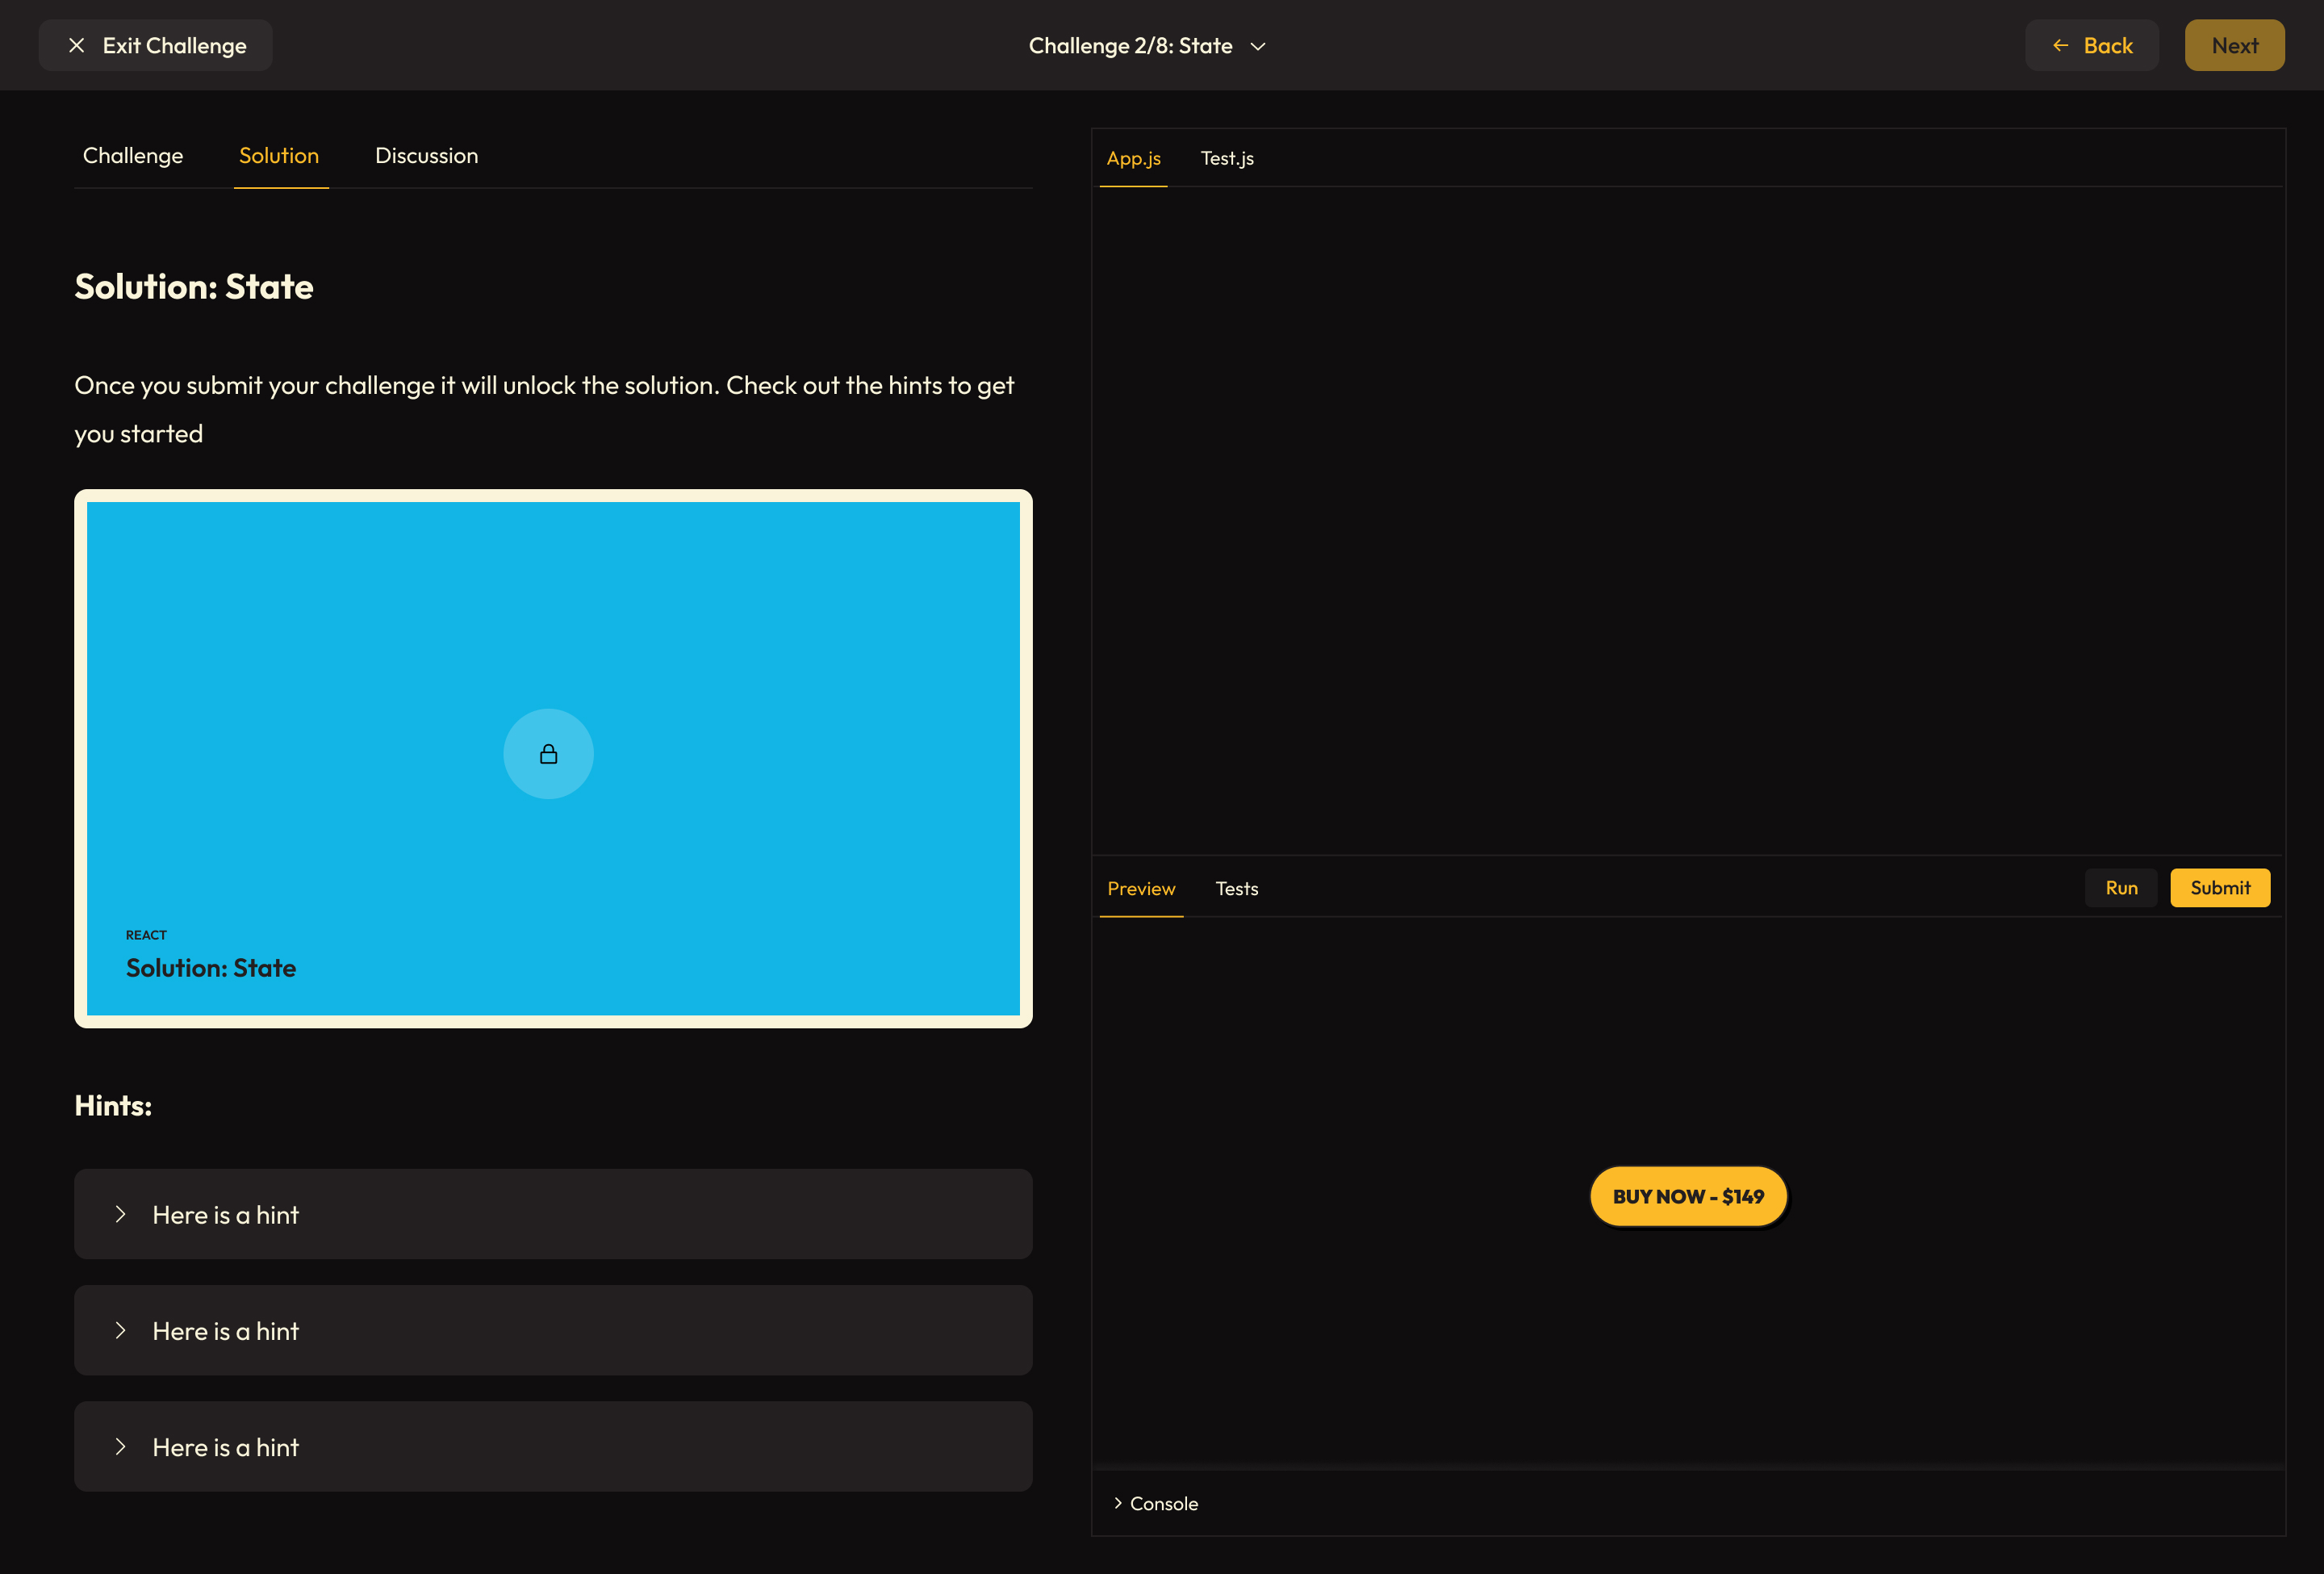 Exit Challenge
Challenge 2/8: State
Back
Next
Challenge
Solution
Discussion
Solution: State
Once you submit your challenge it will unlock the solution. Check out the hints to get
you started
REACT
Solution: State
Hints:
Here is a hint
Here is a hint
Here is a hint
App.js
Test.js
Preview
Tests
Run
Submit
BUY NOW - $149
Console